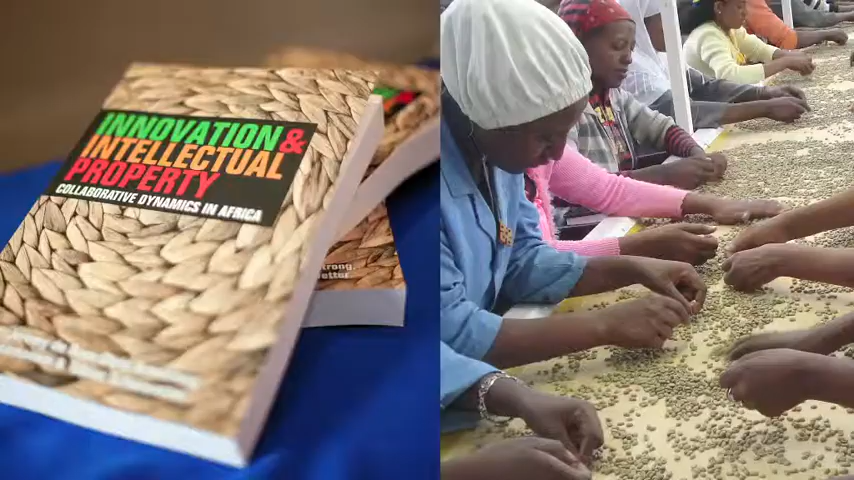 INNOVATION &
INTELLECTUAL
PROPERTY
COLLABORATIVE DYNAMICS IN AFRICA